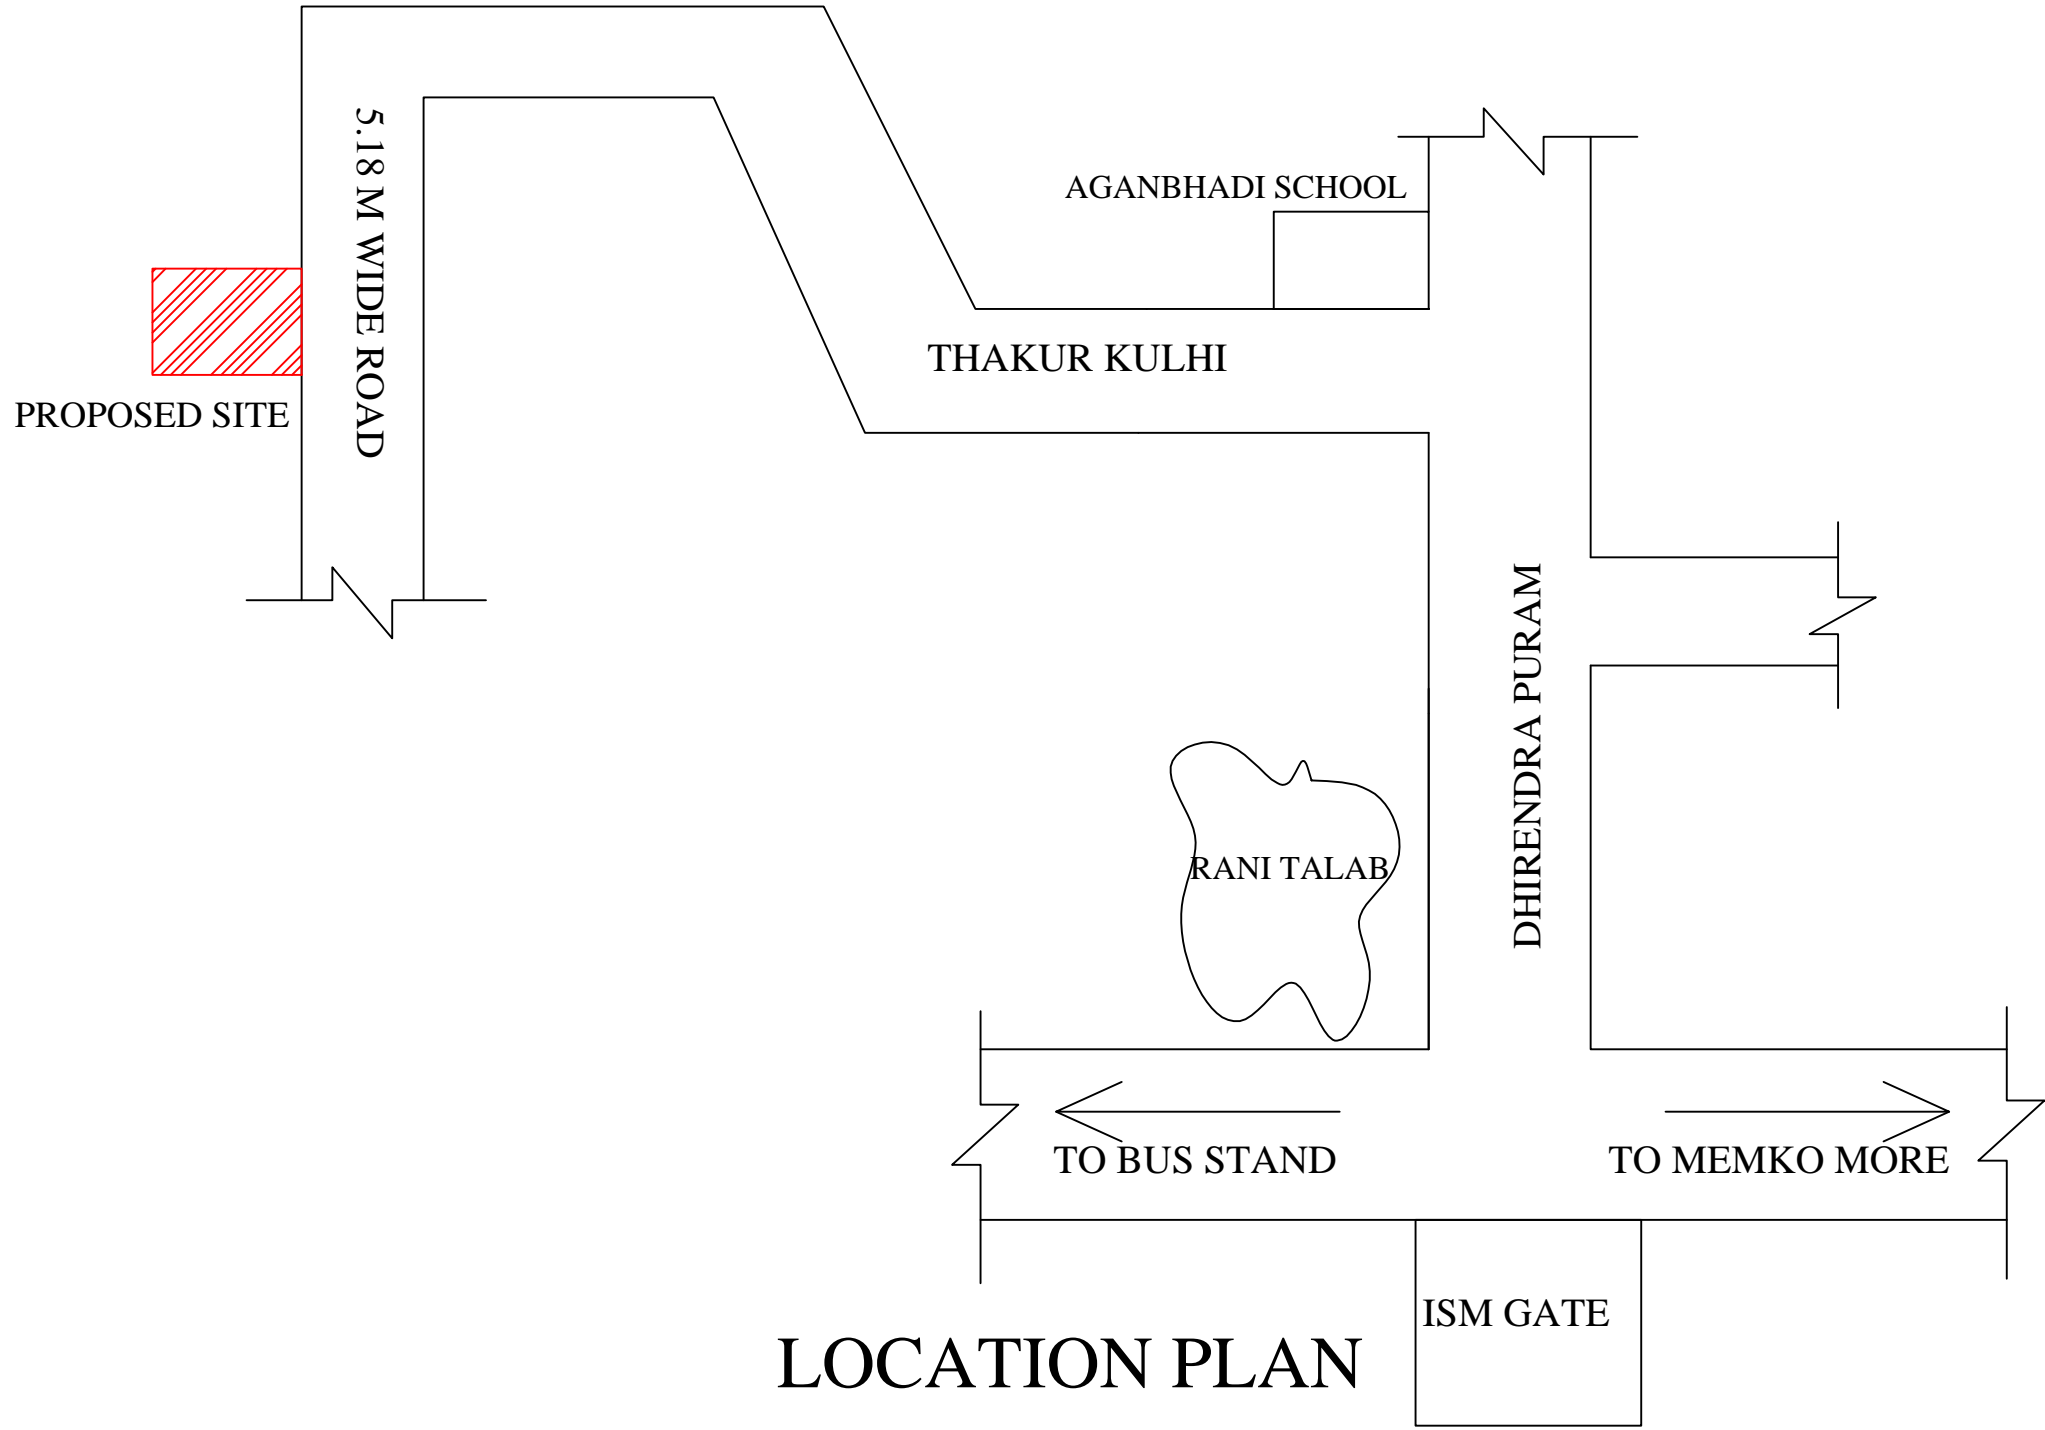 5.18 M WIDE ROAD
AGANBHADI SCHOOL
THAKUR KULHI
PROPOSED SITE
DHIRENDRA PURAM
RANI TALAB
TO BUS STAND
TO MEMKO MORE
ISM GATE
LOCATION PLAN